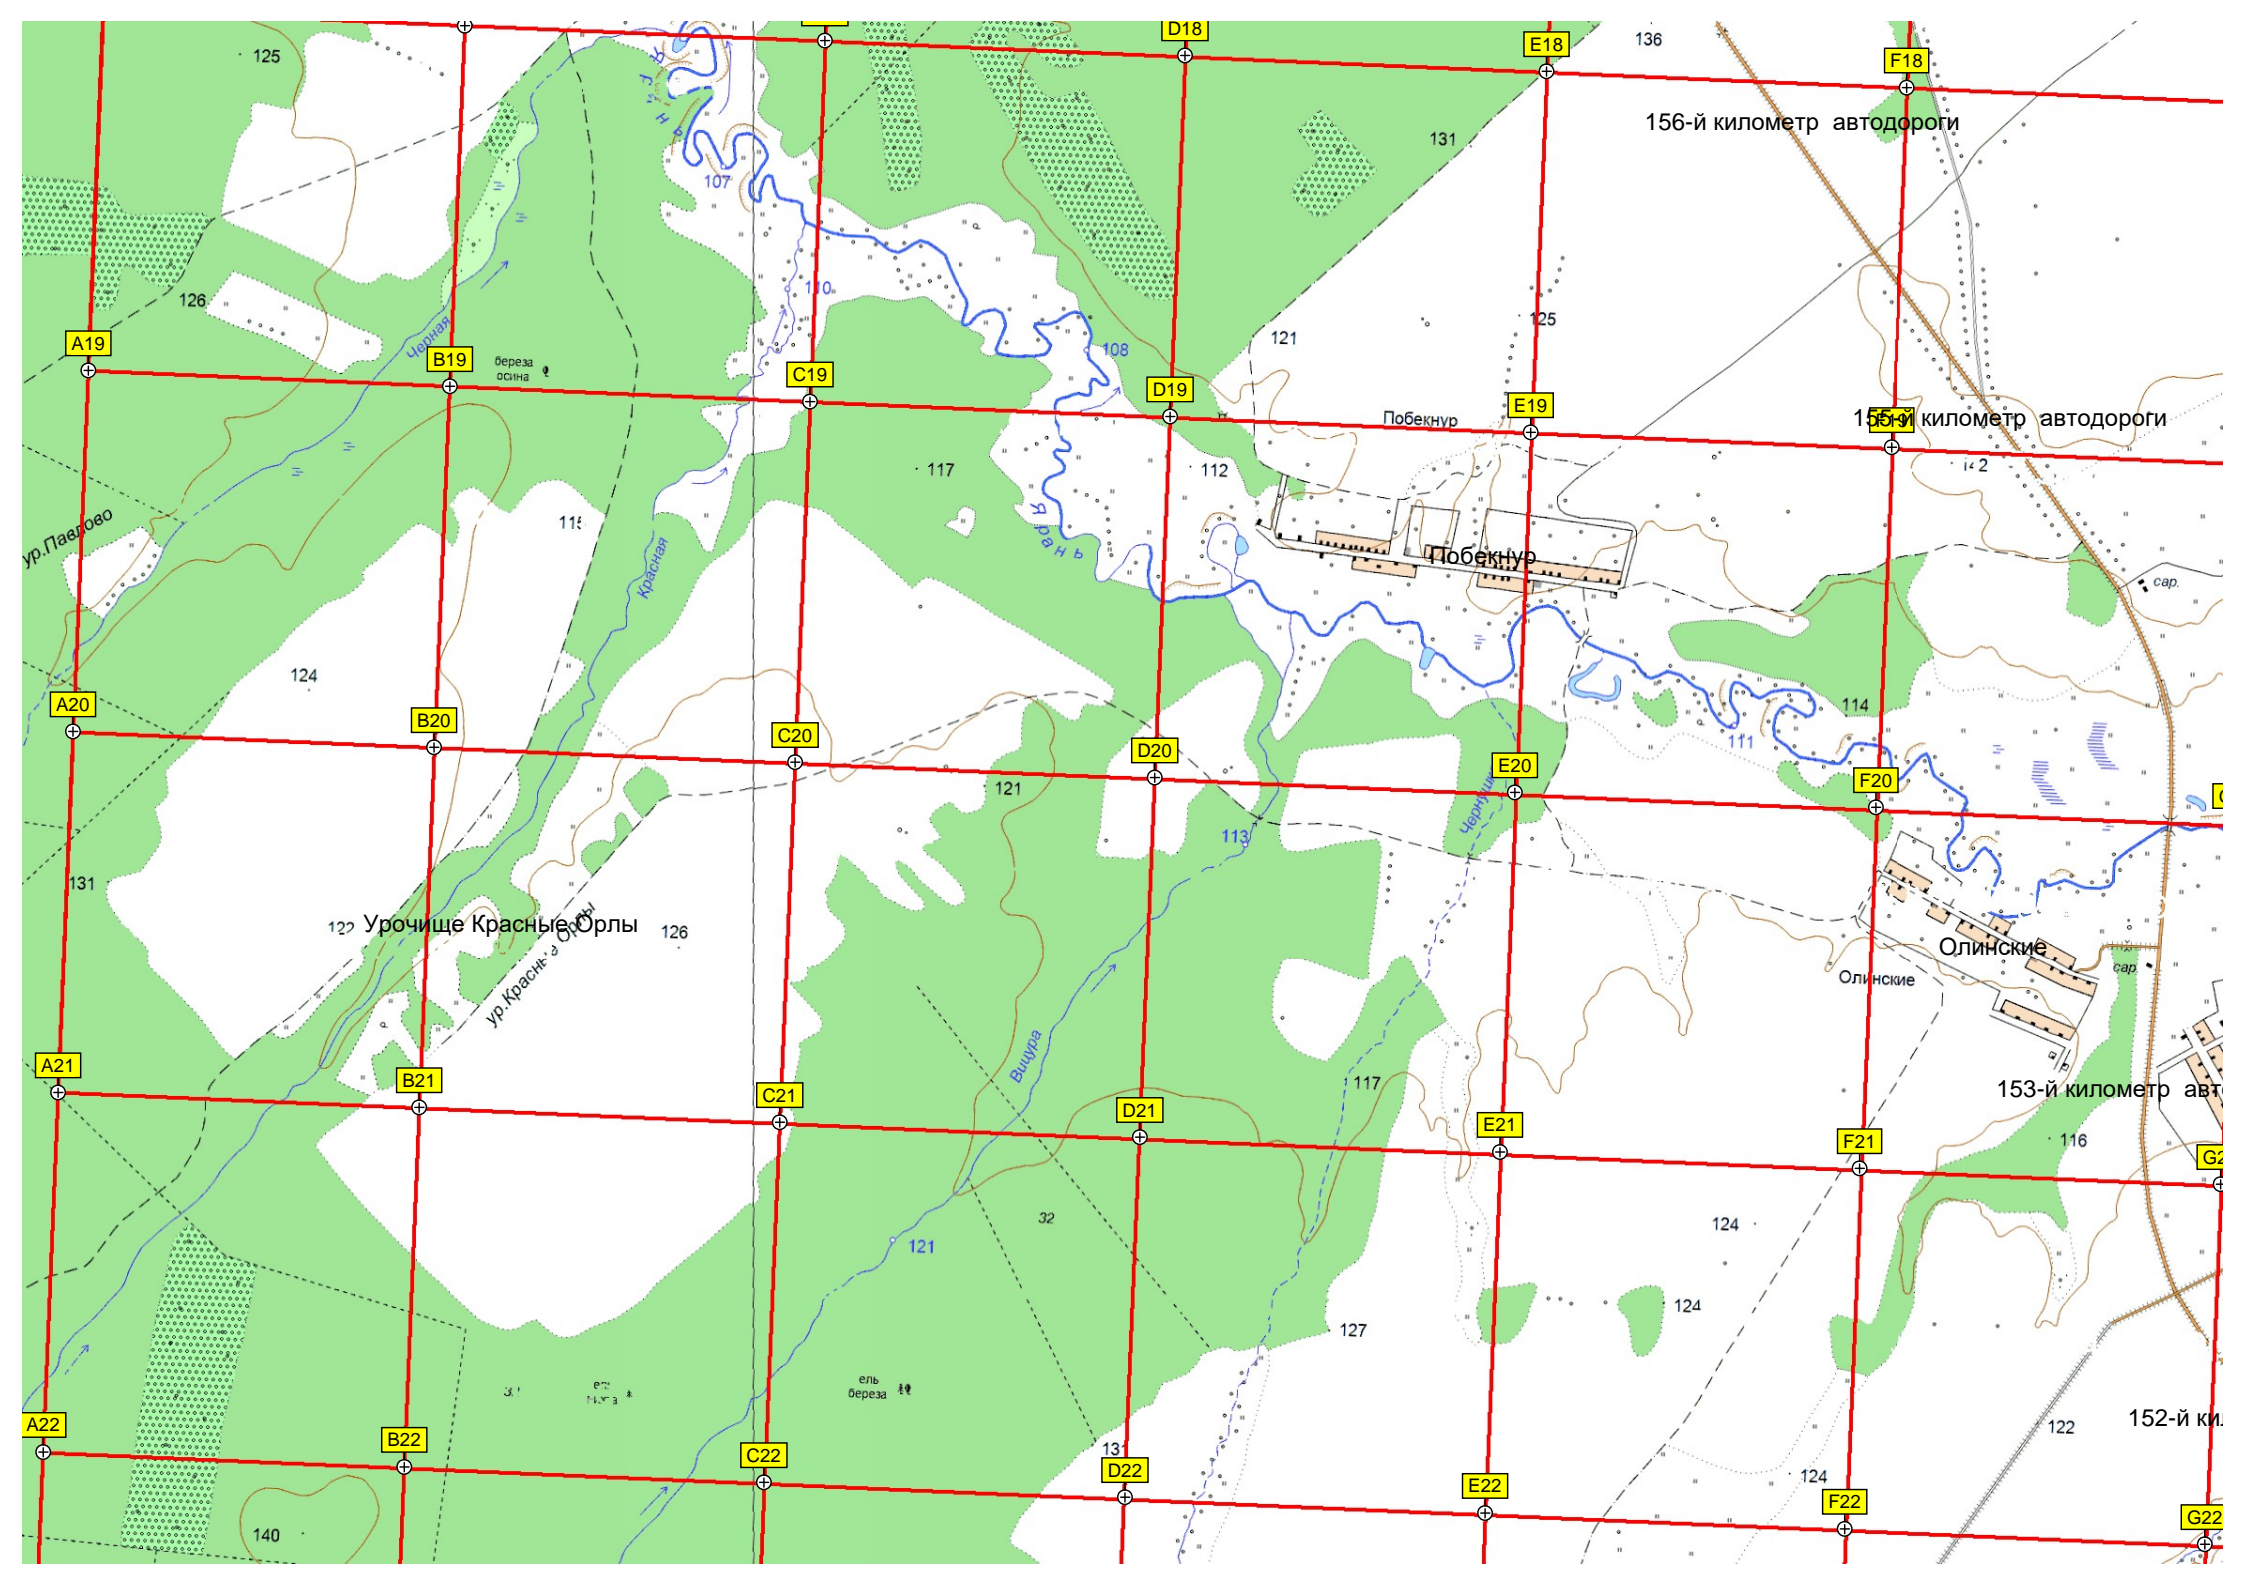 D18
E18
136
F18
125
156-й километр автодороги
131
107
126
110
125
121
108
Черная
A19
B19
береза
осина
C19
D19
E19
Побекнур
155-й километр автодороги
117
112
ур.Павлово
Ярань
Побекнур
Красная
сар.
124
114
A20
B20
C20
D20
E20
111
F20
121
113
131
Урочище Красные Орлы
126
Олинские
сар.
Олинские
Вицура
A21
B21
C21
D21
117
E21
F21
153-й километр
116
32
124
121
124
127
ель
береза
A22
B22
C22
D22
E22
F22
G22
122
152-й
124
140